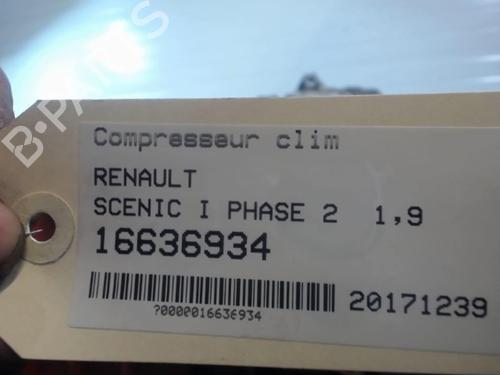 B-PARTS
Compresseur clim
RENAULT
SCENIC I PHASE 2 1,9
16636934
20171239
?0000016636934